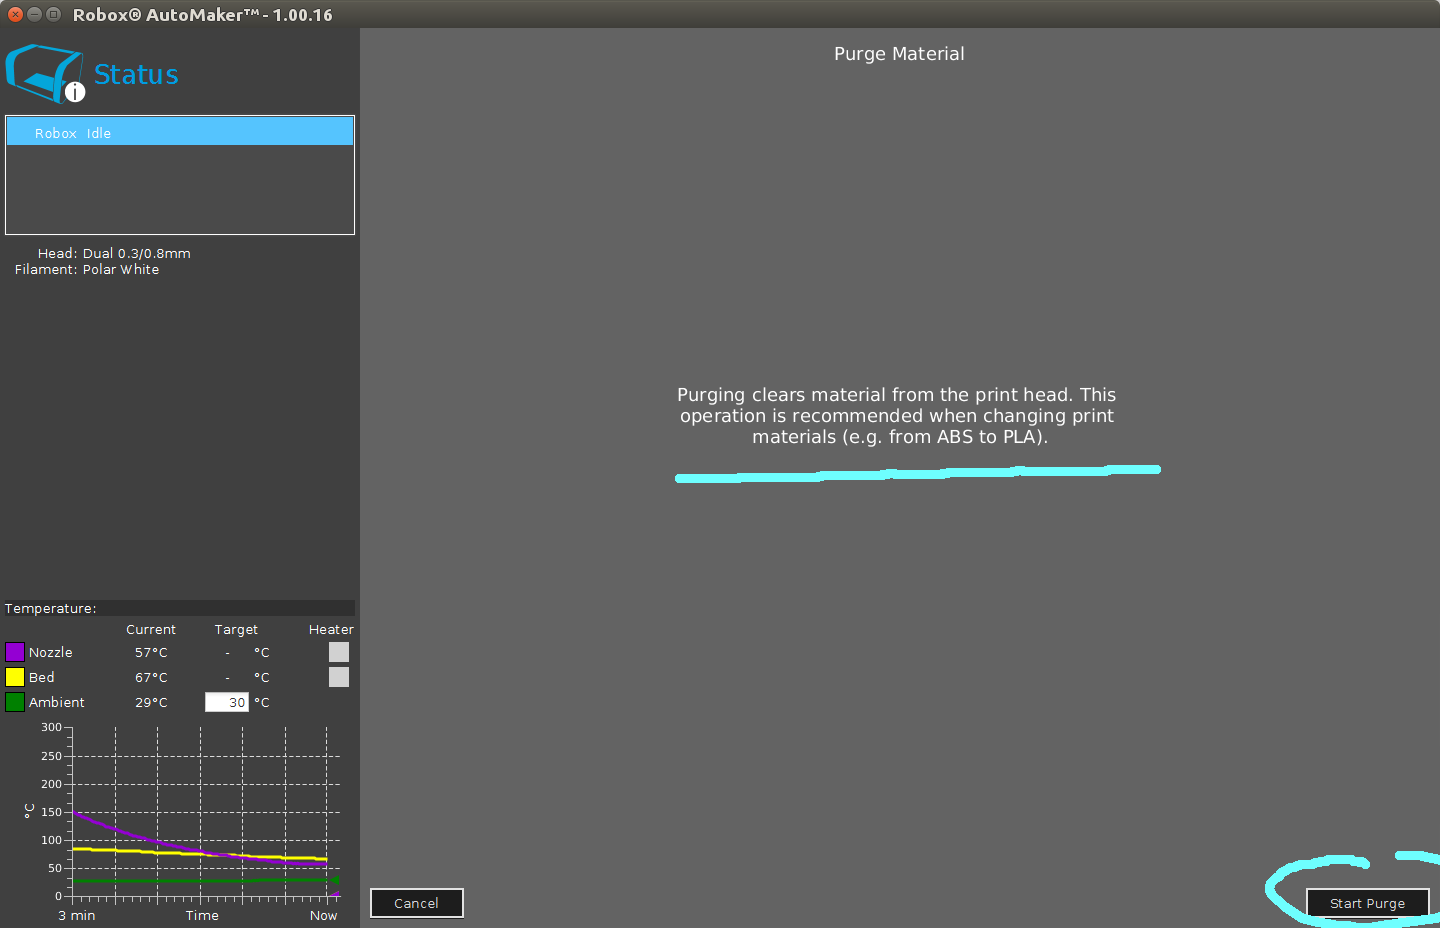 Robox® AutoMaker™ - 1.00.16
Status
Robox Idle
Head: Dual 0.3/0.8mm
Filament: Polar White
Purge Material
Purging clears material from the print head. This
operation is recommended when changing print
materials (e.g. from ABS to PLA).
Temperature:
Current Target Heater
Nozzle 57°C - °C
Bed 67°C - °C
Ambient 29°C 30 °C
300
250
200
150
100
50
0
°C
3 min Time Now
Cancel
Start Purge